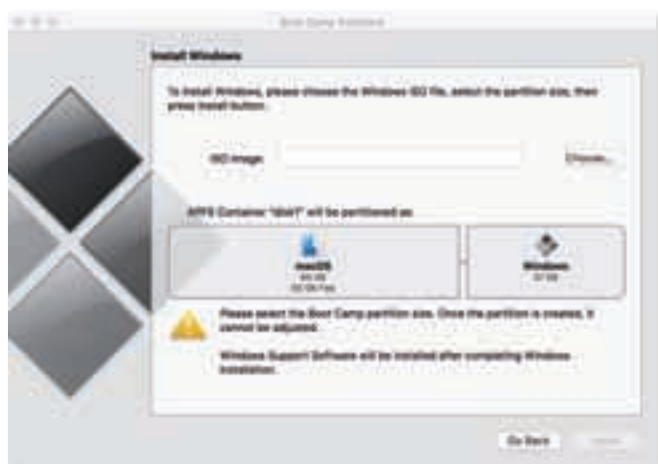 Boot Camp Assistant
Install Windows
To install Windows, please choose the Windows ISO file, select the partition size, then
press Install button.
ISO image
Choose...
APFS Container "disk1" will be partitioned as
macOS
Windows
Please select the Boot Camp partition size. Once the partition is created, it
cannot be adjusted.
Windows Support Software will be installed after completing Windows
installation.
Go Back